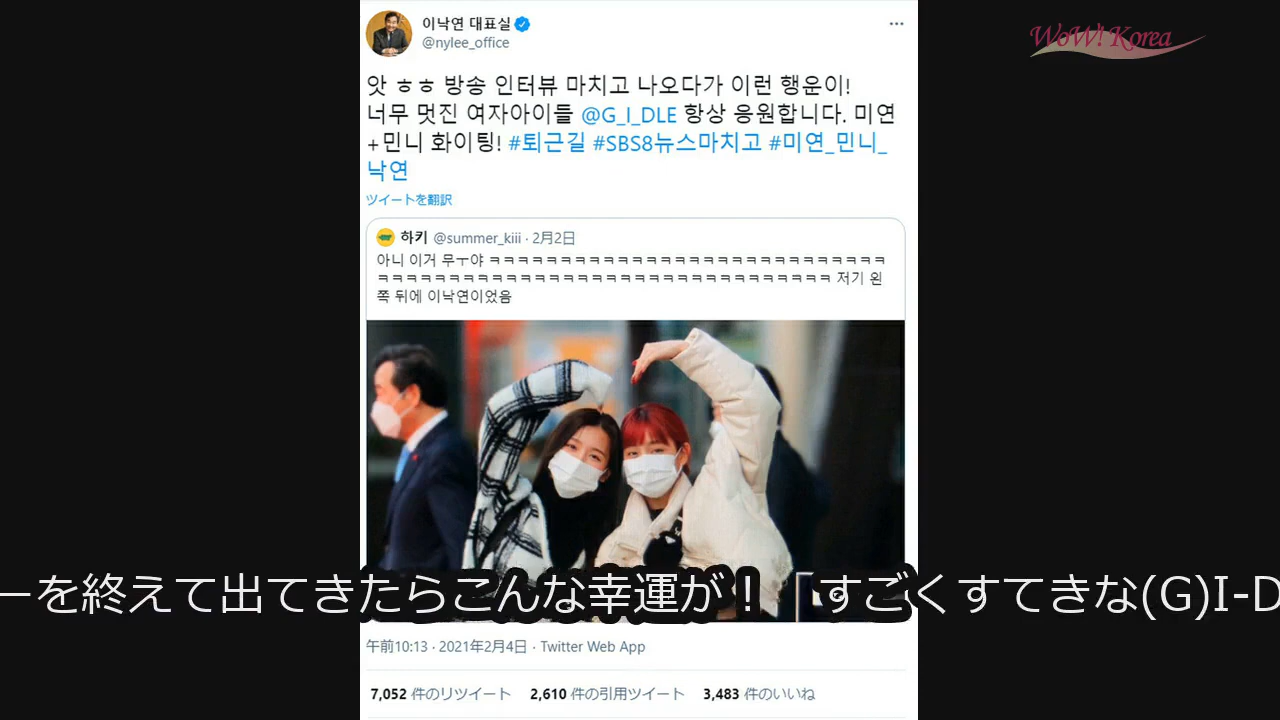 이낙연 대표실
@nylee_office
WoW! Korea
앗 ㅎㅎ 방송 인터뷰 마치고 나오다가 이런 행운이!
너무 멋진 여자아이들 @G_I_DLE 항상 응원합니다. 미연
+민니 화이팅! #퇴근길 #SBS8뉴스마치고 #미연_민니_
낙연
ツイートを翻訳
하키 @summer_kiii · 2月2日
아니 이거 무ㅜ야 ㅋㅋㅋㅋㅋㅋㅋㅋㅋㅋㅋㅋㅋㅋㅋㅋㅋㅋㅋㅋㅋㅋㅋㅋㅋㅋㅋㅋ
ㅋㅋㅋㅋㅋㅋㅋㅋㅋㅋㅋㅋㅋㅋㅋㅋㅋㅋㅋㅋㅋㅋㅋㅋㅋㅋㅋㅋㅋㅋㅋㅋ 저기 왼
쪽 뒤에 이낙연이었음
ーを終えて出てきたらこんな幸運が！「すごくすてきな(G)I-D
午前10:13 · 2021年2月4日 · Twitter Web App
7,052 件のリツイート 2,610 件の引用ツイート 3,483 件のいいね